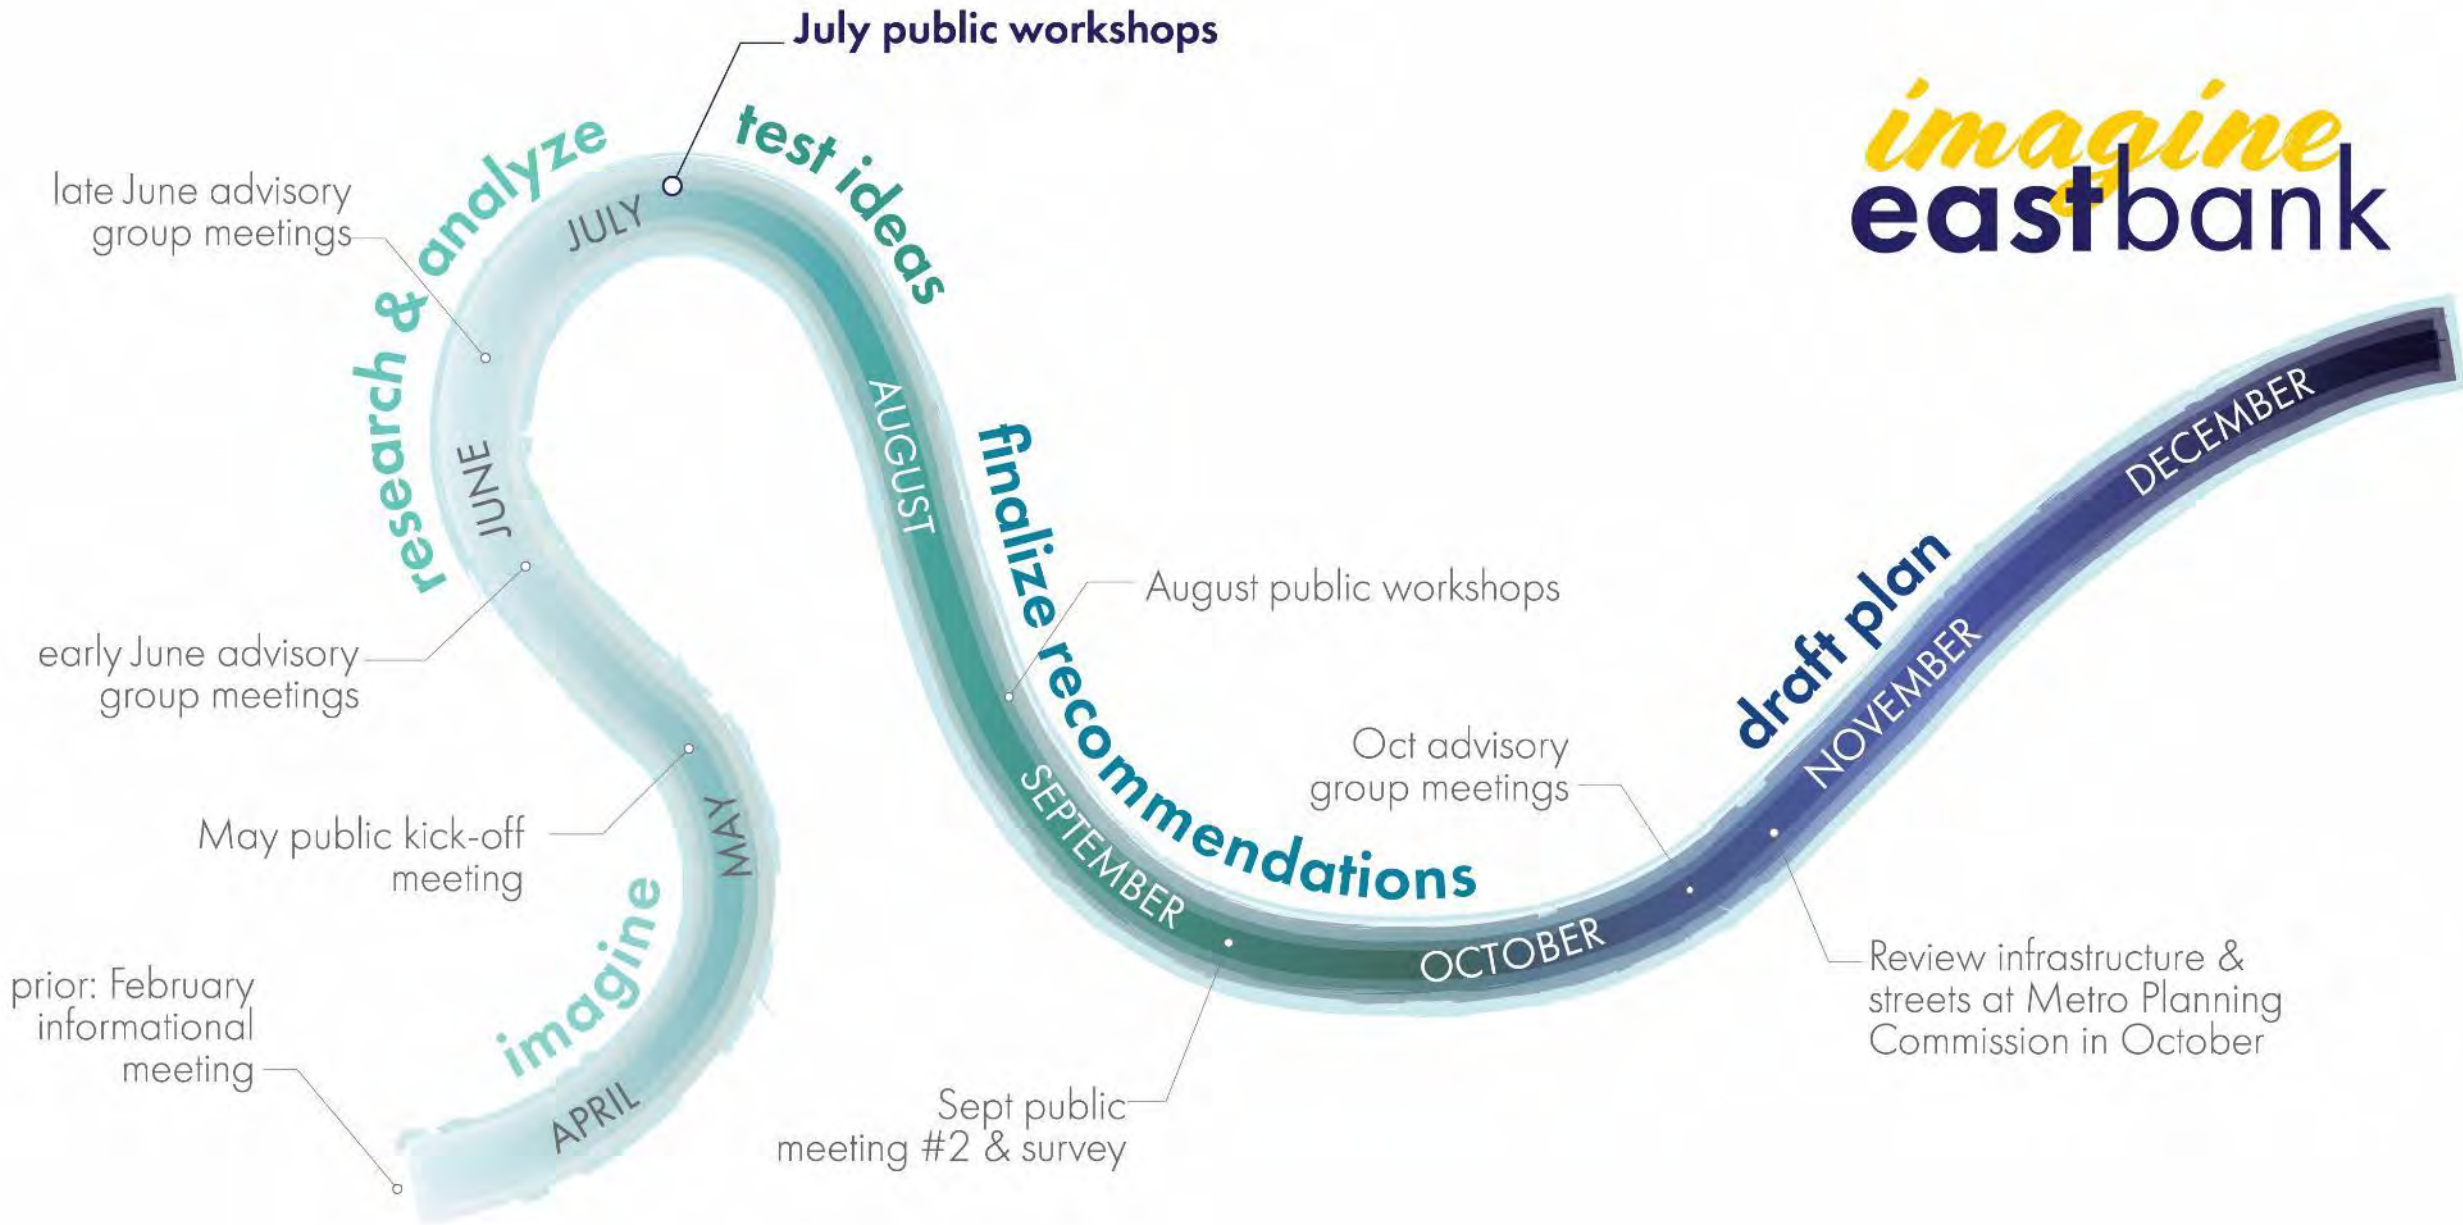 July public workshops
imagine
eastbank
test ideas
research & analyze
late June advisory
group meetings
JULY
JUNE
AUGUST
DECEMBER
finalize recommendations
August public workshops
early June advisory
group meetings
draft plan
NOVEMBER
Oct advisory
group meetings
SEPTEMBER
May public kick-off
meeting
MAY
imagine
OCTOBER
Review infrastructure &
streets at Metro Planning
Commission in October
prior: February
informational
meeting
APRIL
Sept public
meeting #2 & survey